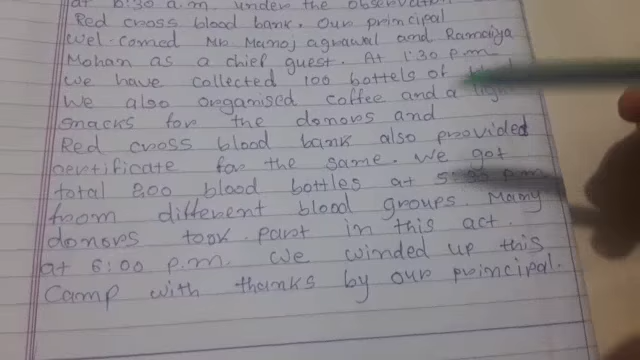 at 8:30 a.m under the observation
Red cross blood bank. Our principal
Wel-comed Mr Manoj agrawal and Ramaiya
Mohan as a chief guest. At 1:30 p.m
We have collected 100 bottels of
We also organised coffee and a light
snacks for the donors and
Red cross blood bank also provided
certificate for the same. We got
total 200 blood bottles at 5: p.m
from different blood groups. Many
donors took part in this act.
at 6:00 p.m. We winded up this
Camp with thanks by our principal.